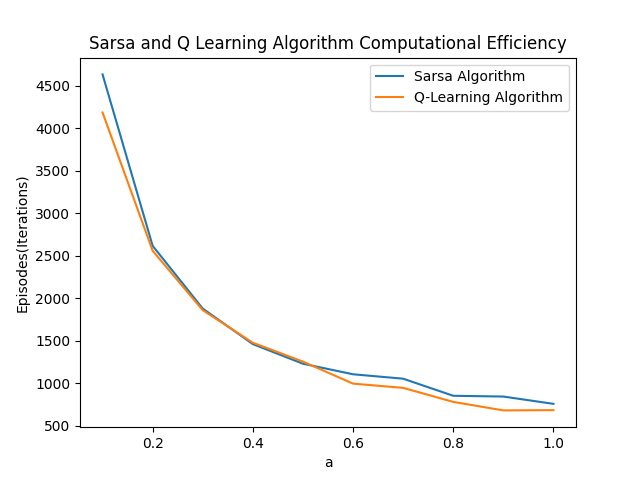 Sarsa and Q Learning Algorithm Computational Efficiency
Sarsa Algorithm
Q-Learning Algorithm
Episodes(Iterations)
4500
4000
3500
3000
2500
2000
1500
1000
500
0.2
0.4
0.6
0.8
1.0
a